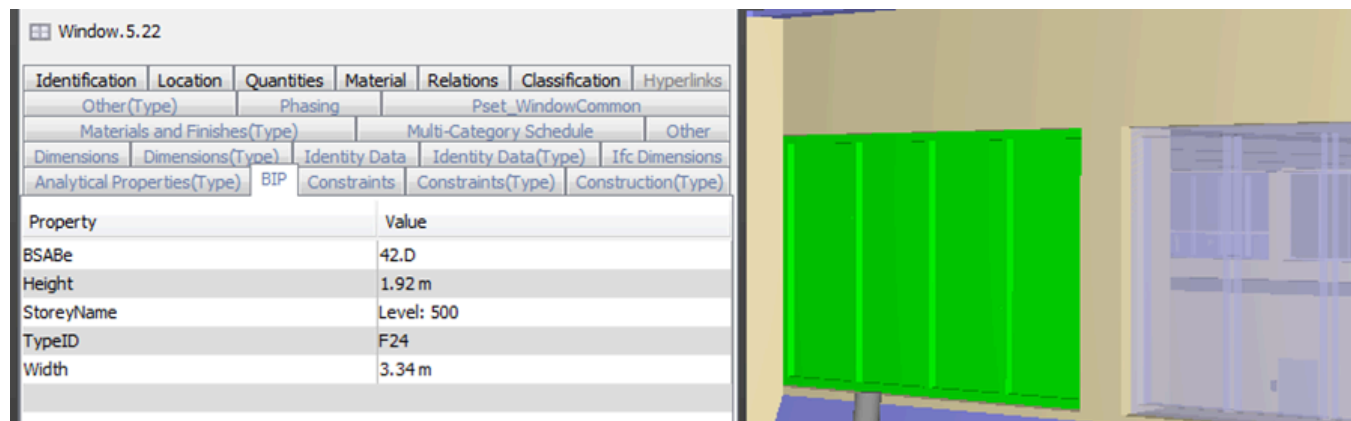 Window.5.22
Identification Location Quantities Material Relations Classification Hyperlinks
Other(Type) Phasing Pset_WindowCommon
Materials and Finishes(Type) Multi-Category Schedule Other
Dimensions Dimensions(Type) Identity Data Identity Data(Type) Ifc Dimensions
Analytical Properties(Type) BIP Constraints Constraints(Type) Construction(Type)
Property Value
BSABe 42.D
Height 1.92 m
StoreyName Level: 500
TypeID F24
Width 3.34 m